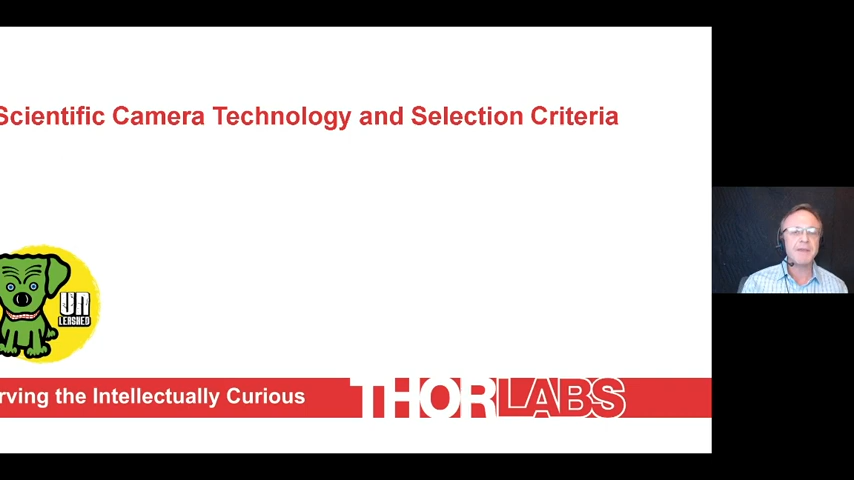 Scientific Camera Technology and Selection Criteria
UN
LEASHED
rving the Intellectually Curious
THORLABS